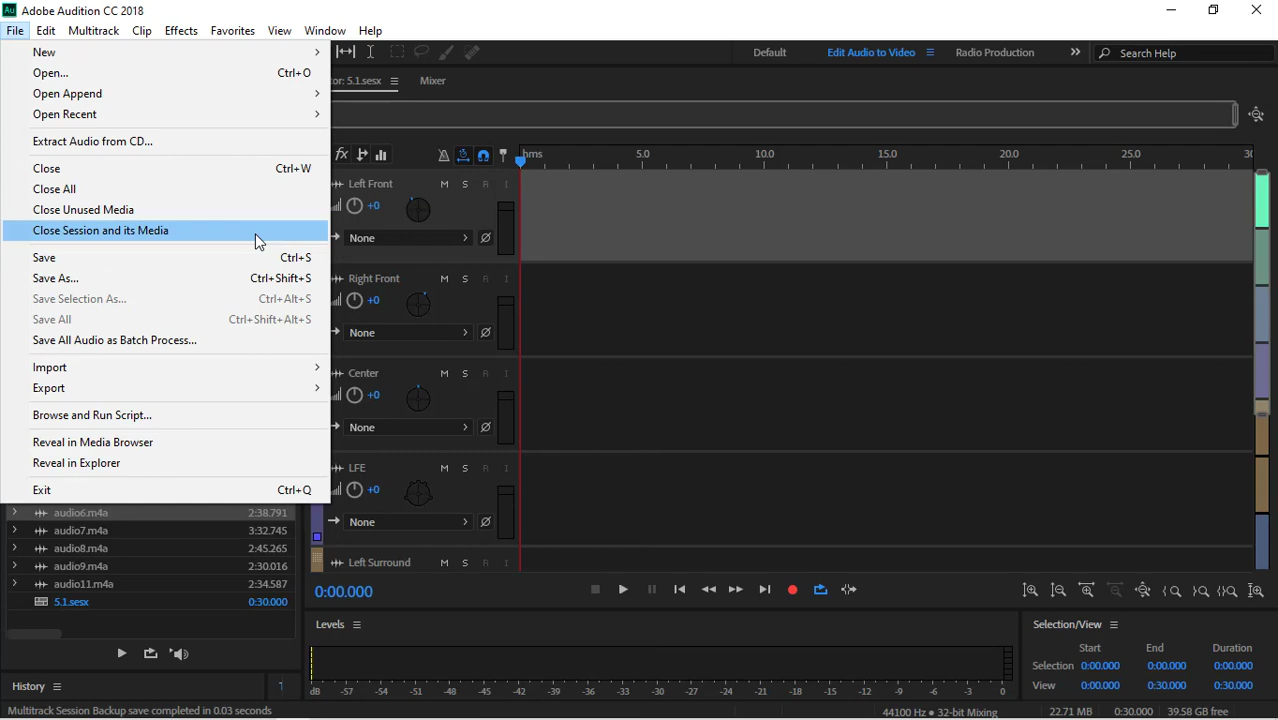 Au Adobe Audition CC 2018
File Edit Multitrack Clip Effects Favorites View Window Help
New
Open... Ctrl+O
Open Append
Open Recent
Extract Audio from CD...
Close Ctrl+W
Close All
Close Unused Media
Close Session and its Media
Save Ctrl+S
Save As... Ctrl+Shift+S
Save Selection As... Ctrl+Alt+S
Save All Ctrl+Shift+Alt+S
Save All Audio as Batch Process...
Import
Export
Browse and Run Script...
Reveal in Media Browser
Reveal in Explorer
Exit Ctrl+Q
Default Edit Audio to Video Radio Production Search Help
tor: 5.1.sesx Mixer
fx
hms 5.0 10.0 15.0 20.0 25.0 30
Left Front M S R I
+0
None
Right Front M S R I
+0
None
Center M S R I
+0
None
LFE M S R I
+0
None
Left Surround M S R I
audio6.m4a 2:38.791
audio7.m4a 3:32.745
audio8.m4a 2:45.265
audio9.m4a 2:30.016
audio11.m4a 2:34.587
5.1.sesx 0:30.000
0:00.000
Levels
dB -57 -54 -51 -48 -45 -42 -39 -36 -33 -30 -27 -24 -21 -18 -15 -12 -9 -6 -3 0
Selection/View
Start End Duration
Selection 0:00.000 0:00.000 0:00.000
View 0:00.000 0:30.000 0:30.000
History
Multitrack Session Backup save completed in 0.03 seconds
44100 Hz ● 32-bit Mixing 22.71 MB 0:30.000 39.58 GB free